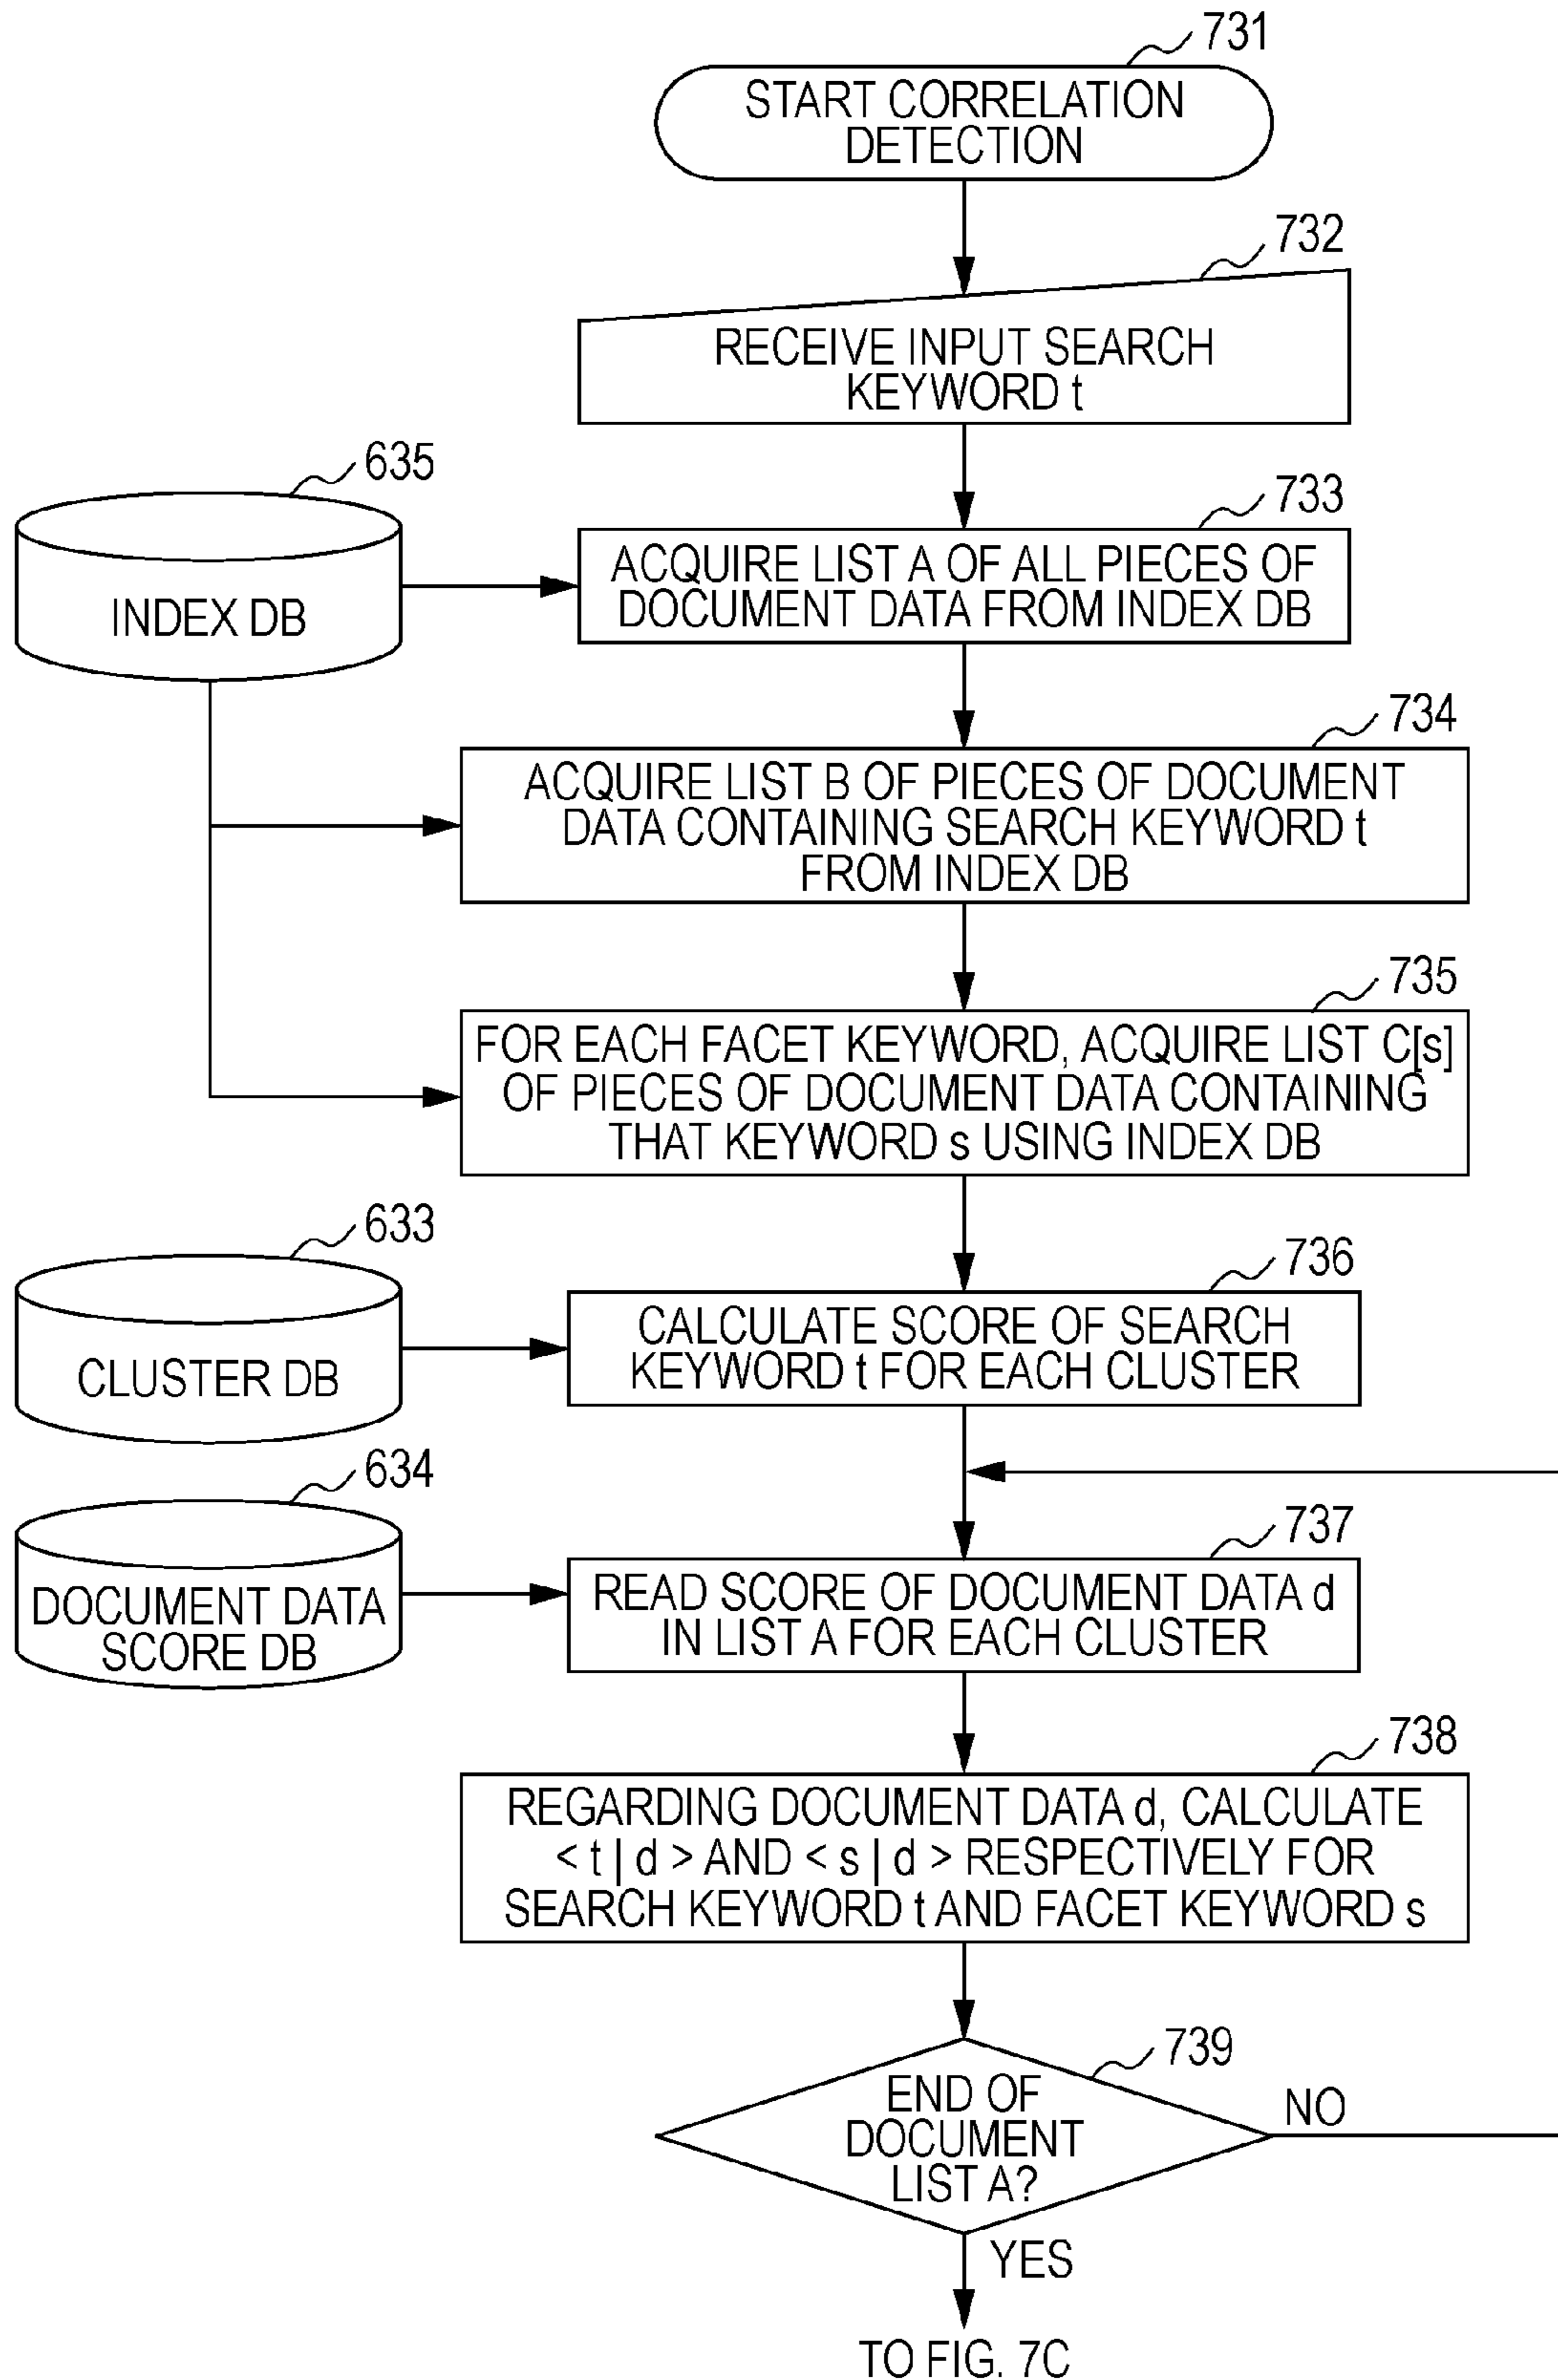 731
START CORRELATION
DETECTION
732
RECEIVE INPUT SEARCH
KEYWORD t
635
INDEX DB
733
ACQUIRE LIST A OF ALL PIECES OF
DOCUMENT DATA FROM INDEX DB
734
ACQUIRE LIST B OF PIECES OF DOCUMENT
DATA CONTAINING SEARCH KEYWORD t
FROM INDEX DB
735
FOR EACH FACET KEYWORD, ACQUIRE LIST C[s]
OF PIECES OF DOCUMENT DATA CONTAINING
THAT KEYWORD s USING INDEX DB
633
CLUSTER DB
736
CALCULATE SCORE OF SEARCH
KEYWORD t FOR EACH CLUSTER
634
DOCUMENT DATA
SCORE DB
737
READ SCORE OF DOCUMENT DATA d
IN LIST A FOR EACH CLUSTER
738
REGARDING DOCUMENT DATA d, CALCULATE
< t | d > AND < s | d > RESPECTIVELY FOR
SEARCH KEYWORD t AND FACET KEYWORD s
739
END OF
DOCUMENT
LIST A?
NO
YES
TO FIG. 7C